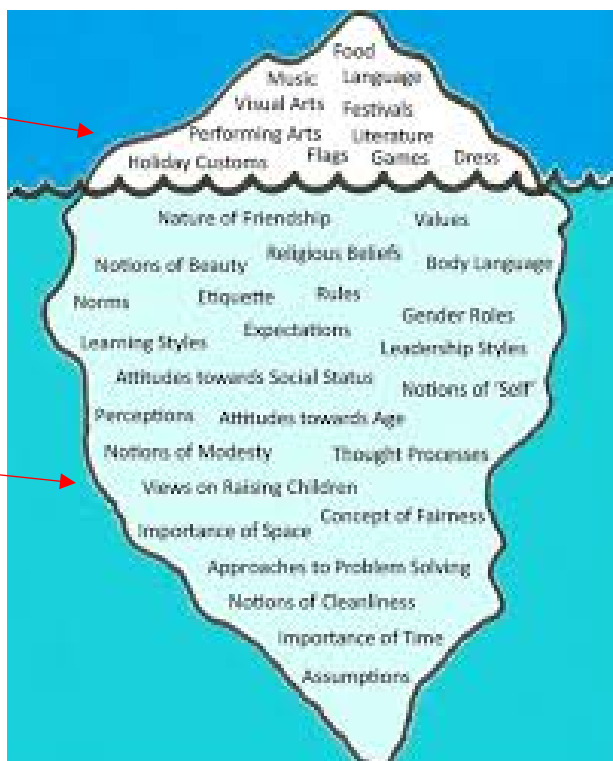 Food
Music Language
Visual Arts Festivals
Performing Arts Literature
Holiday Customs Flags Games Dress
Nature of Friendship Values
Religious Beliefs
Notions of Beauty Body Language
Norms Etiquette Rules
Gender Roles
Expectations
Learning Styles Leadership Styles
Attitudes towards Social Status
Notions of 'Self'
Perceptions Attitudes towards Age
Notions of Modesty Thought Processes
Views on Raising Children
Concept of Fairness
Importance of Space
Approaches to Problem Solving
Notions of Cleanliness
Importance of Time
Assumptions